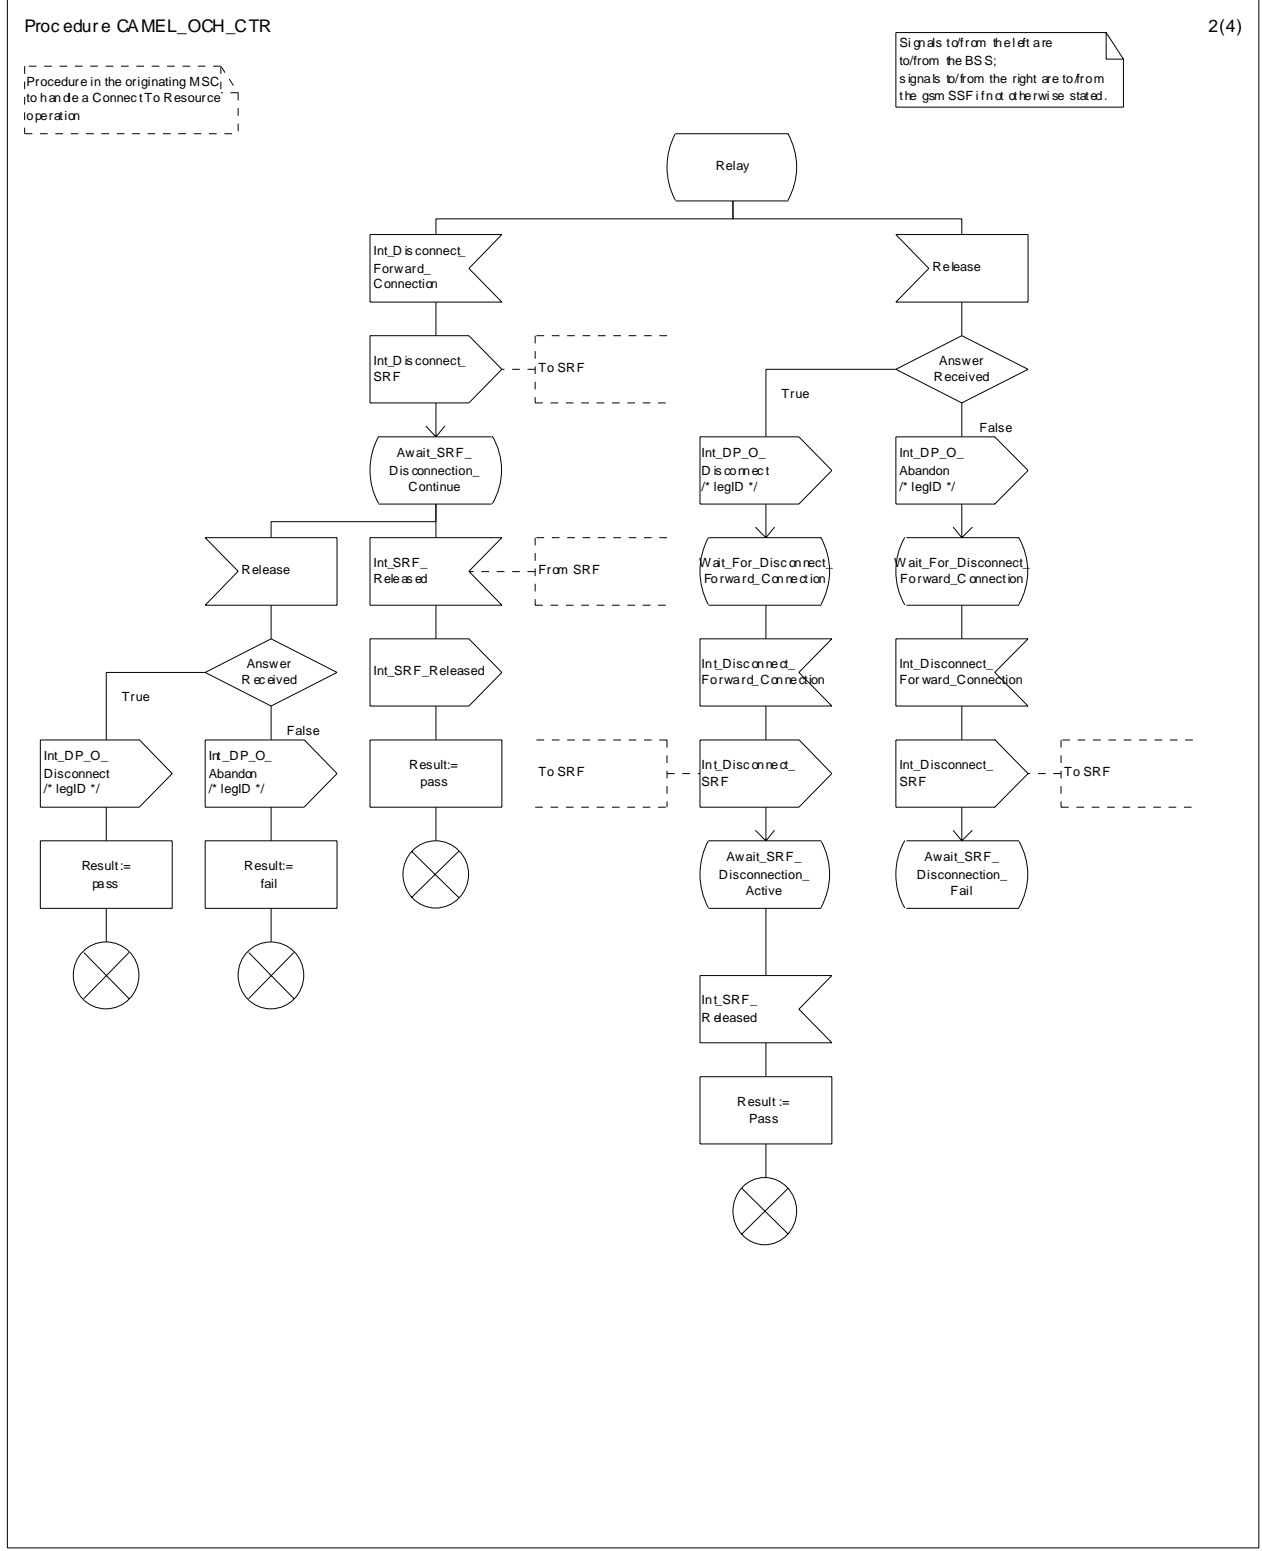 Procedure CAMEL_OCH_CTR
2(4)
Procedure in the originating MSC
to handle a Connect To Resource
operation
Signals to/from the left are
to/from the BSS;
signals to/from the right are to/from
the gsmSSF if not otherwise stated.
Relay
Int_Disconnect_
Forward_
Connection
Release
Int_Disconnect_
SRF
To SRF
Answer
Received
True
False
Await_SRF_
Disconnection_
Continue
Int_DP_O_
Disconnect
/* legID */
Int_DP_O_
Abandon
/* legID */
Release
Int_SRF_
Released
From SRF
Wait_For_Disconnect_
Forward_Connection
Wait_For_Disconnect_
Forward_Connection
Answer
Received
True
False
Int_SRF_Released
Int_Disconnect_
Forward_Connection
Int_Disconnect_
Forward_Connection
Int_DP_O_
Disconnect
/* legID */
Int_DP_O_
Abandon
/* legID */
Result:=
pass
To SRF
Int_Disconnect_
SRF
Int_Disconnect_
SRF
To SRF
Result:=
pass
Result:=
fail
Await_SRF_
Disconnection_
Active
Await_SRF_
Disconnection_
Fail
Int_SRF_
Released
Result:=
Pass